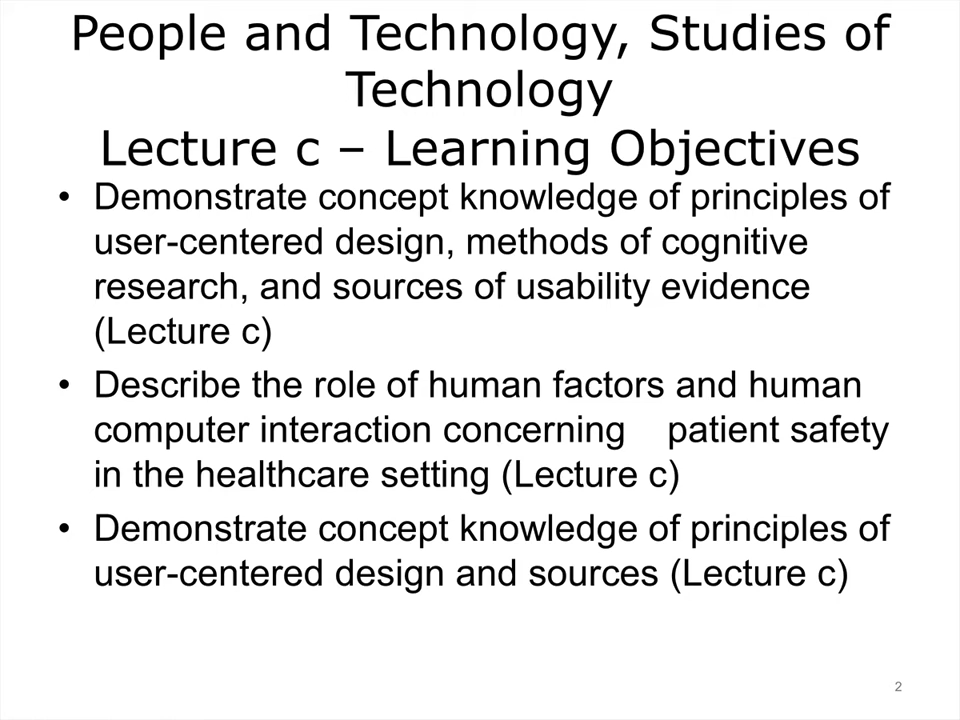 People and Technology, Studies of
Technology
Lecture c – Learning Objectives
• Demonstrate concept knowledge of principles of
user-centered design, methods of cognitive
research, and sources of usability evidence
(Lecture c)
• Describe the role of human factors and human
computer interaction concerning    patient safety
in the healthcare setting (Lecture c)
• Demonstrate concept knowledge of principles of
user-centered design and sources (Lecture c)
2